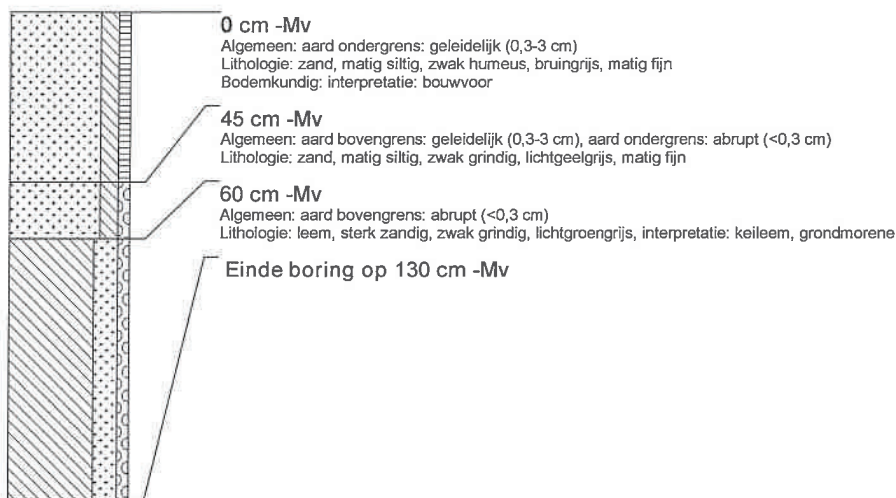 0 cm -Mv
Algemeen: aard ondergrens: geleidelijk (0,3-3 cm)
Lithologie: zand, matig siltig, zwak humeus, bruingrijs, matig fijn
Bodemkundig: interpretatie: bouwvoor
45 cm -Mv
Algemeen: aard bovengrens: geleidelijk (0,3-3 cm), aard ondergrens: abrupt (<0,3 cm)
Lithologie: zand, matig siltig, zwak grindig, lichtgeelgrijs, matig fijn
60 cm -Mv
Algemeen: aard bovengrens: abrupt (<0,3 cm)
Lithologie: leem, sterk zandig, zwak grindig, lichtgroengrijs, interpretatie: keileem, grondmorene
Einde boring op 130 cm -Mv